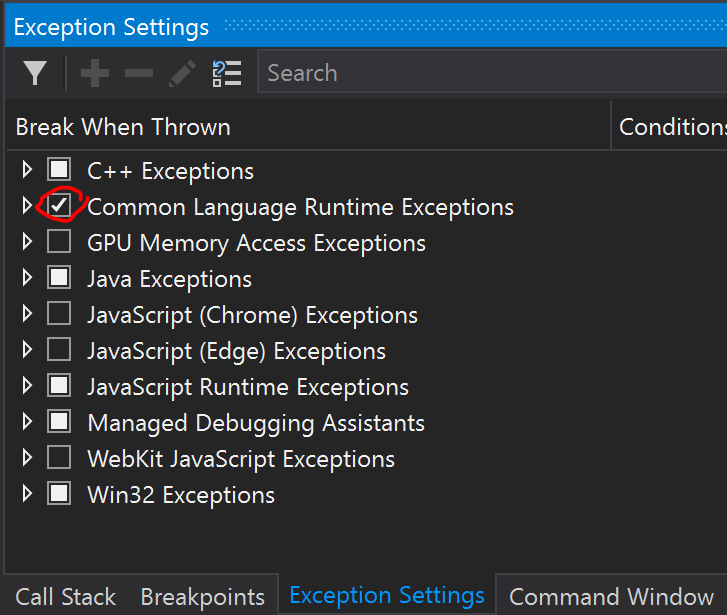 Exception Settings
Search
Break When Thrown
Conditions
C++ Exceptions
Common Language Runtime Exceptions
GPU Memory Access Exceptions
Java Exceptions
JavaScript (Chrome) Exceptions
JavaScript (Edge) Exceptions
JavaScript Runtime Exceptions
Managed Debugging Assistants
WebKit JavaScript Exceptions
Win32 Exceptions
Call Stack Breakpoints Exception Settings Command Window